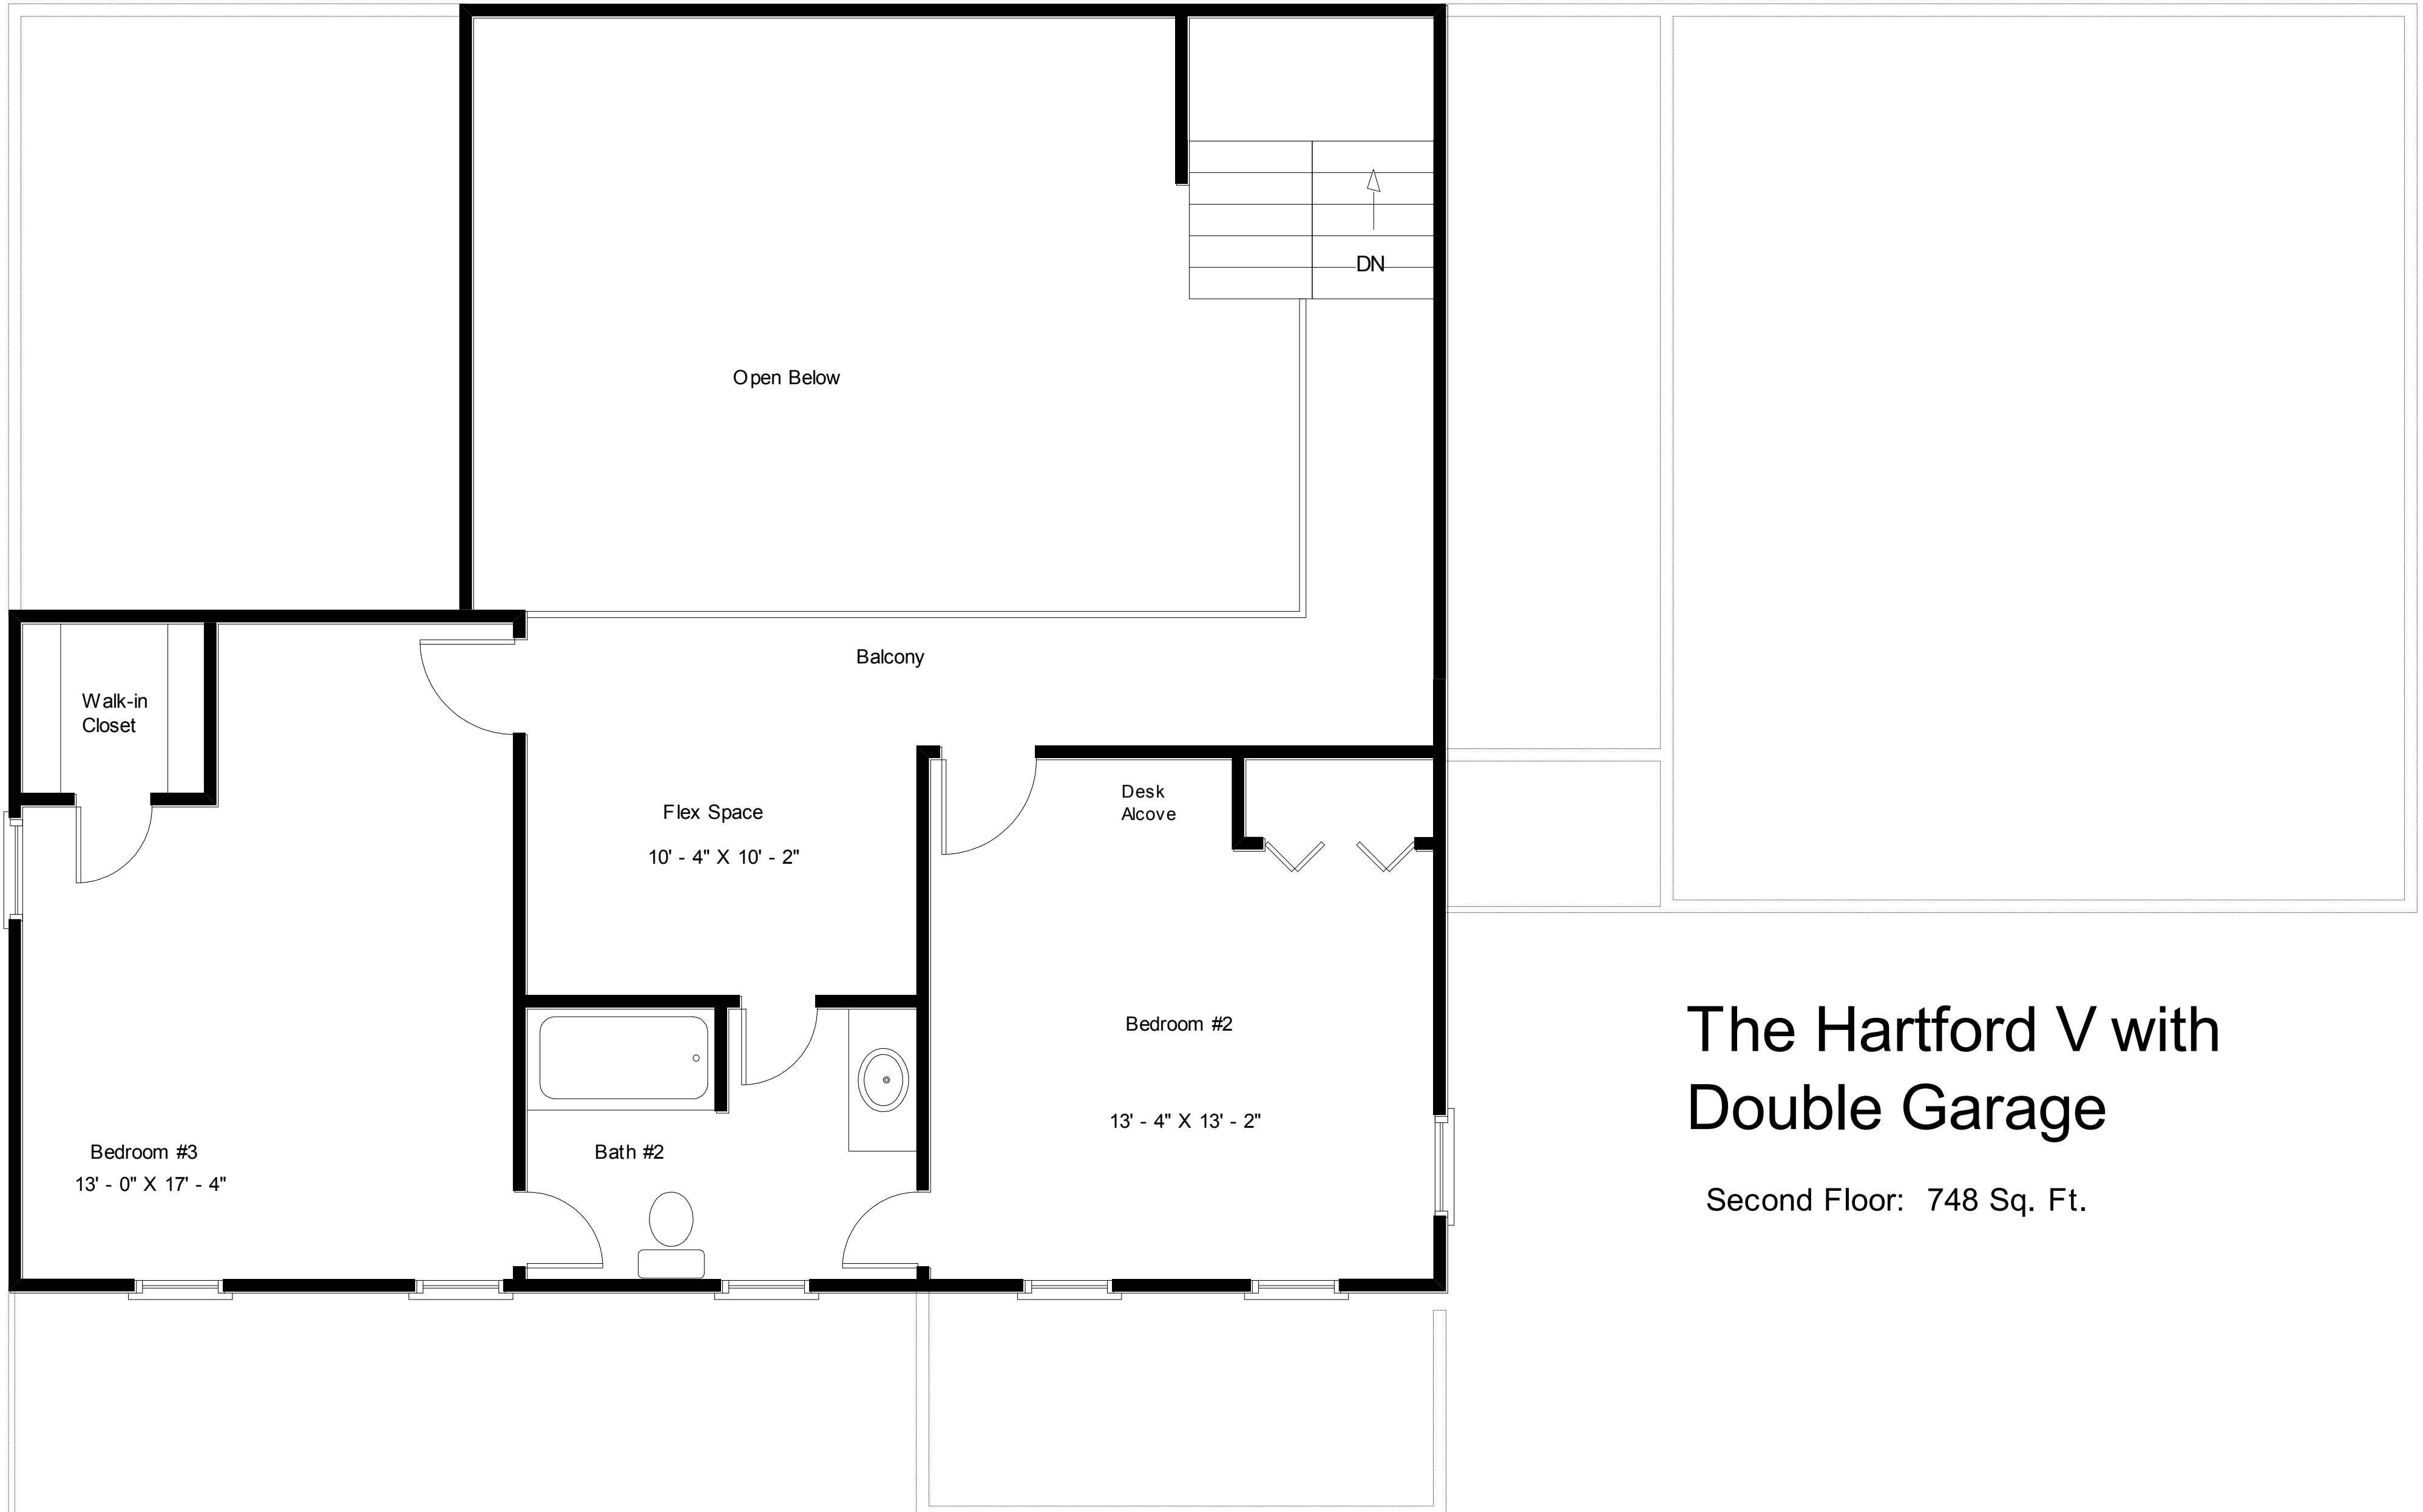 DN
Open Below
Balcony
Walk-in
Closet
Desk
Alcove
Flex Space
10' - 4" X 10' - 2"
Bedroom #2
13' - 4" X 13' - 2"
Bath #2
Bedroom #3
13' - 0" X 17' - 4"
The Hartford V with
Double Garage
Second Floor: 748 Sq. Ft.